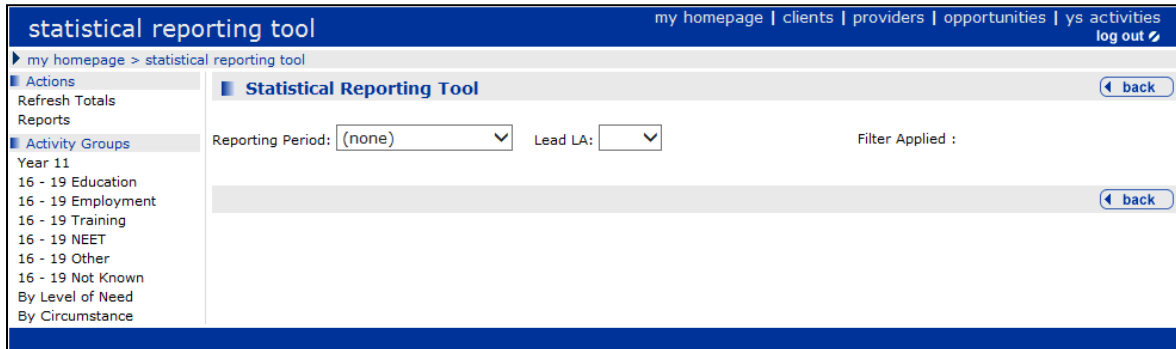 statistical reporting tool
my homepage | clients | providers | opportunities | ys activities
log out
my homepage > statistical reporting tool
Actions
Refresh Totals
Reports
Activity Groups
Year 11
16 - 19 Education
16 - 19 Employment
16 - 19 Training
16 - 19 NEET
16 - 19 Other
16 - 19 Not Known
By Level of Need
By Circumstance
Statistical Reporting Tool
back
Reporting Period: (none) Lead LA: Filter Applied :
back